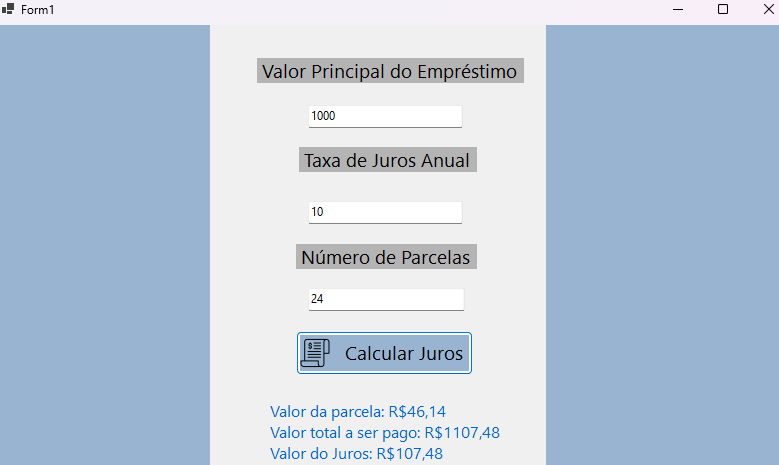 Form1
Valor Principal do Empréstimo
1000
Taxa de Juros Anual
10
Número de Parcelas
24
Calcular Juros
Valor da parcela: R$46,14
Valor total a ser pago: R$1107,48
Valor do Juros: R$107,48